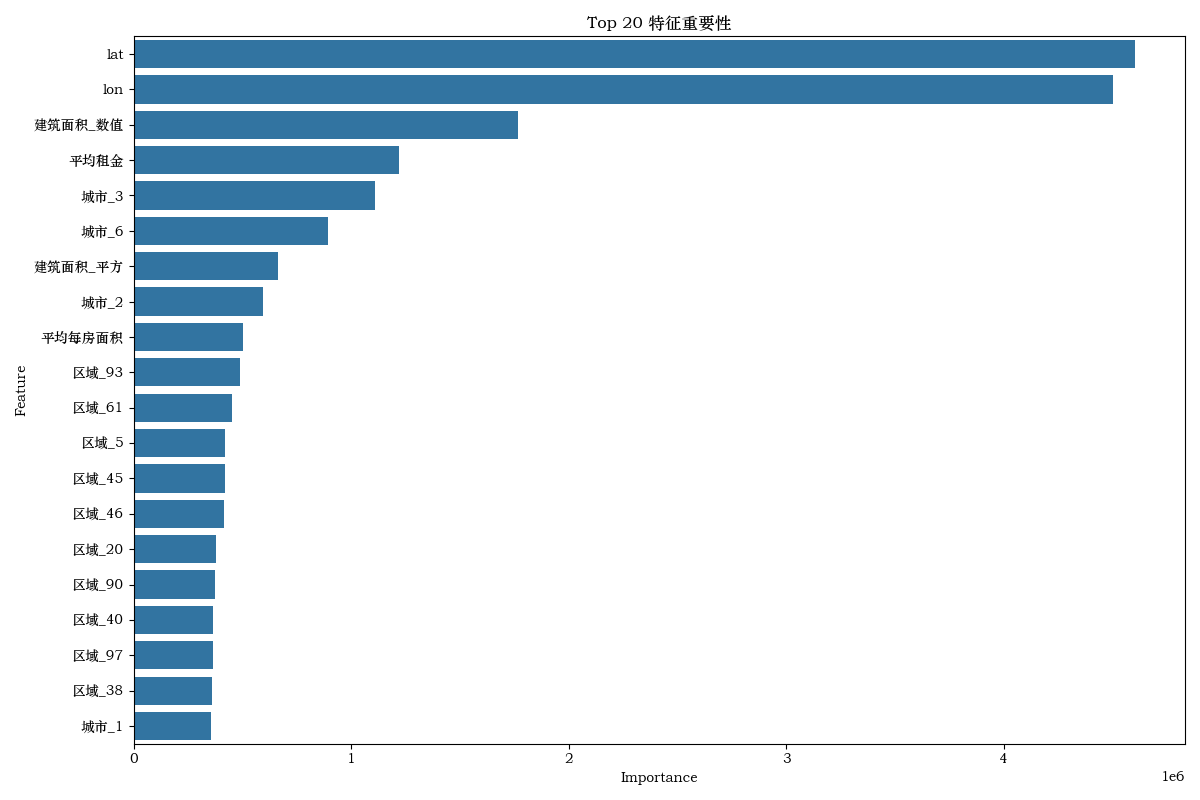 Top 20 特征重要性
lat
lon
建筑面积_数值
平均租金
城市_3
城市_6
建筑面积_平方
城市_2
平均每房面积
区域_93
区域_61
区域_5
区域_45
区域_46
区域_20
区域_90
区域_40
区域_97
区域_38
城市_1
Feature
0 1 2 3 4
1e6
Importance